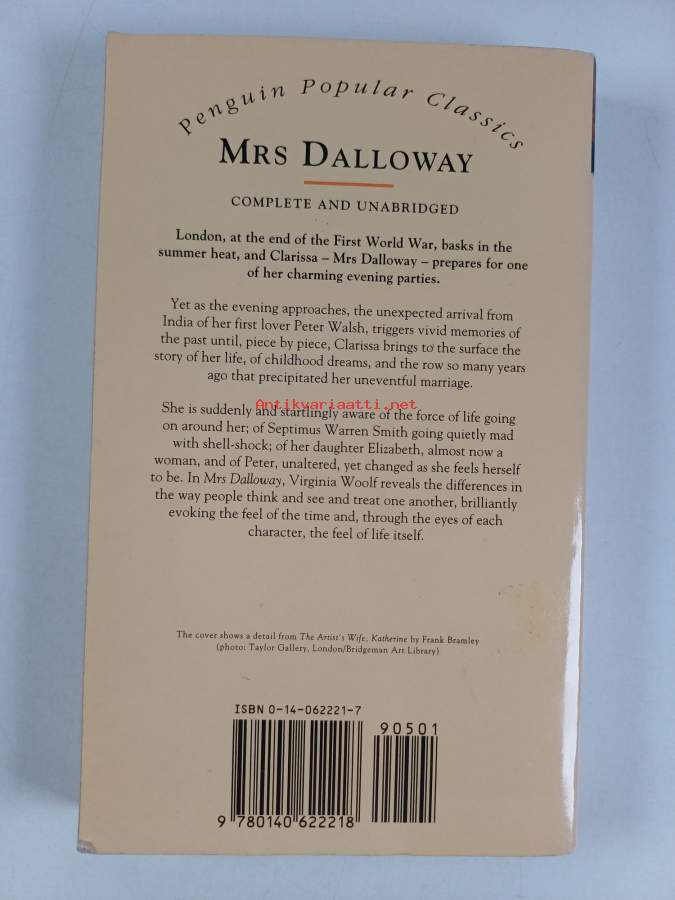 Penguin Popular Classics
MRS DALLOWAY
COMPLETE AND UNABRIDGED
London, at the end of the First World War, basks in the
summer heat, and Clarissa – Mrs Dalloway – prepares for one
of her charming evening parties.
Yet as the evening approaches, the unexpected arrival from
India of her first lover Peter Walsh, triggers vivid memories of
the past until, piece by piece, Clarissa brings to the surface the
story of her life, of childhood dreams, and the row so many years
ago that precipitated her uneventful marriage.
Antikvariaatti.net
She is suddenly and startlingly aware of the force of life going
on around her; of Septimus Warren Smith going quietly mad
with shell-shock; of her daughter Elizabeth, almost now a
woman, and of Peter, unaltered, yet changed as she feels herself
to be. In Mrs Dalloway, Virginia Woolf reveals the differences in
the way people think and see and treat one another, brilliantly
evoking the feel of the time and, through the eyes of each
character, the feel of life itself.
The cover shows a detail from The Artist's Wife, Katherine by Frank Bramley
(photo: Taylor Gallery, London/Bridgeman Art Library)
ISBN 0-14-062221-7
90501
9 780140 622218